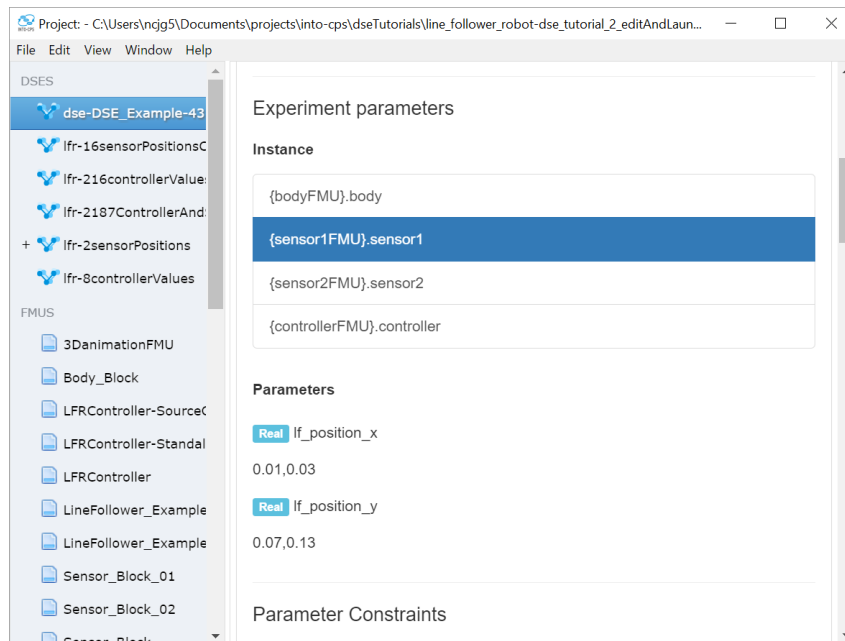 Project: - C:\Users\ncjg5\Documents\projects\into-cps\dseTutorials\line_follower_robot-dse_tutorial_2_editAndLaun...
File Edit View Window Help
DSES
dse-DSE_Example-43
lfr-16sensorPositionsC
lfr-216controllerValues
lfr-2187ControllerAnd
+ lfr-2sensorPositions
lfr-8controllerValues
FMUS
3DanimationFMU
Body_Block
LFRController-SourceC
LFRController-Standal
LFRController
LineFollower_Example
LineFollower_Example
Sensor_Block_01
Sensor_Block_02
Sensor_Block
Experiment parameters
Instance
{bodyFMU}.body
{sensor1FMU}.sensor1
{sensor2FMU}.sensor2
{controllerFMU}.controller
Parameters
Real lf_position_x
0.01,0.03
Real lf_position_y
0.07,0.13
Parameter Constraints